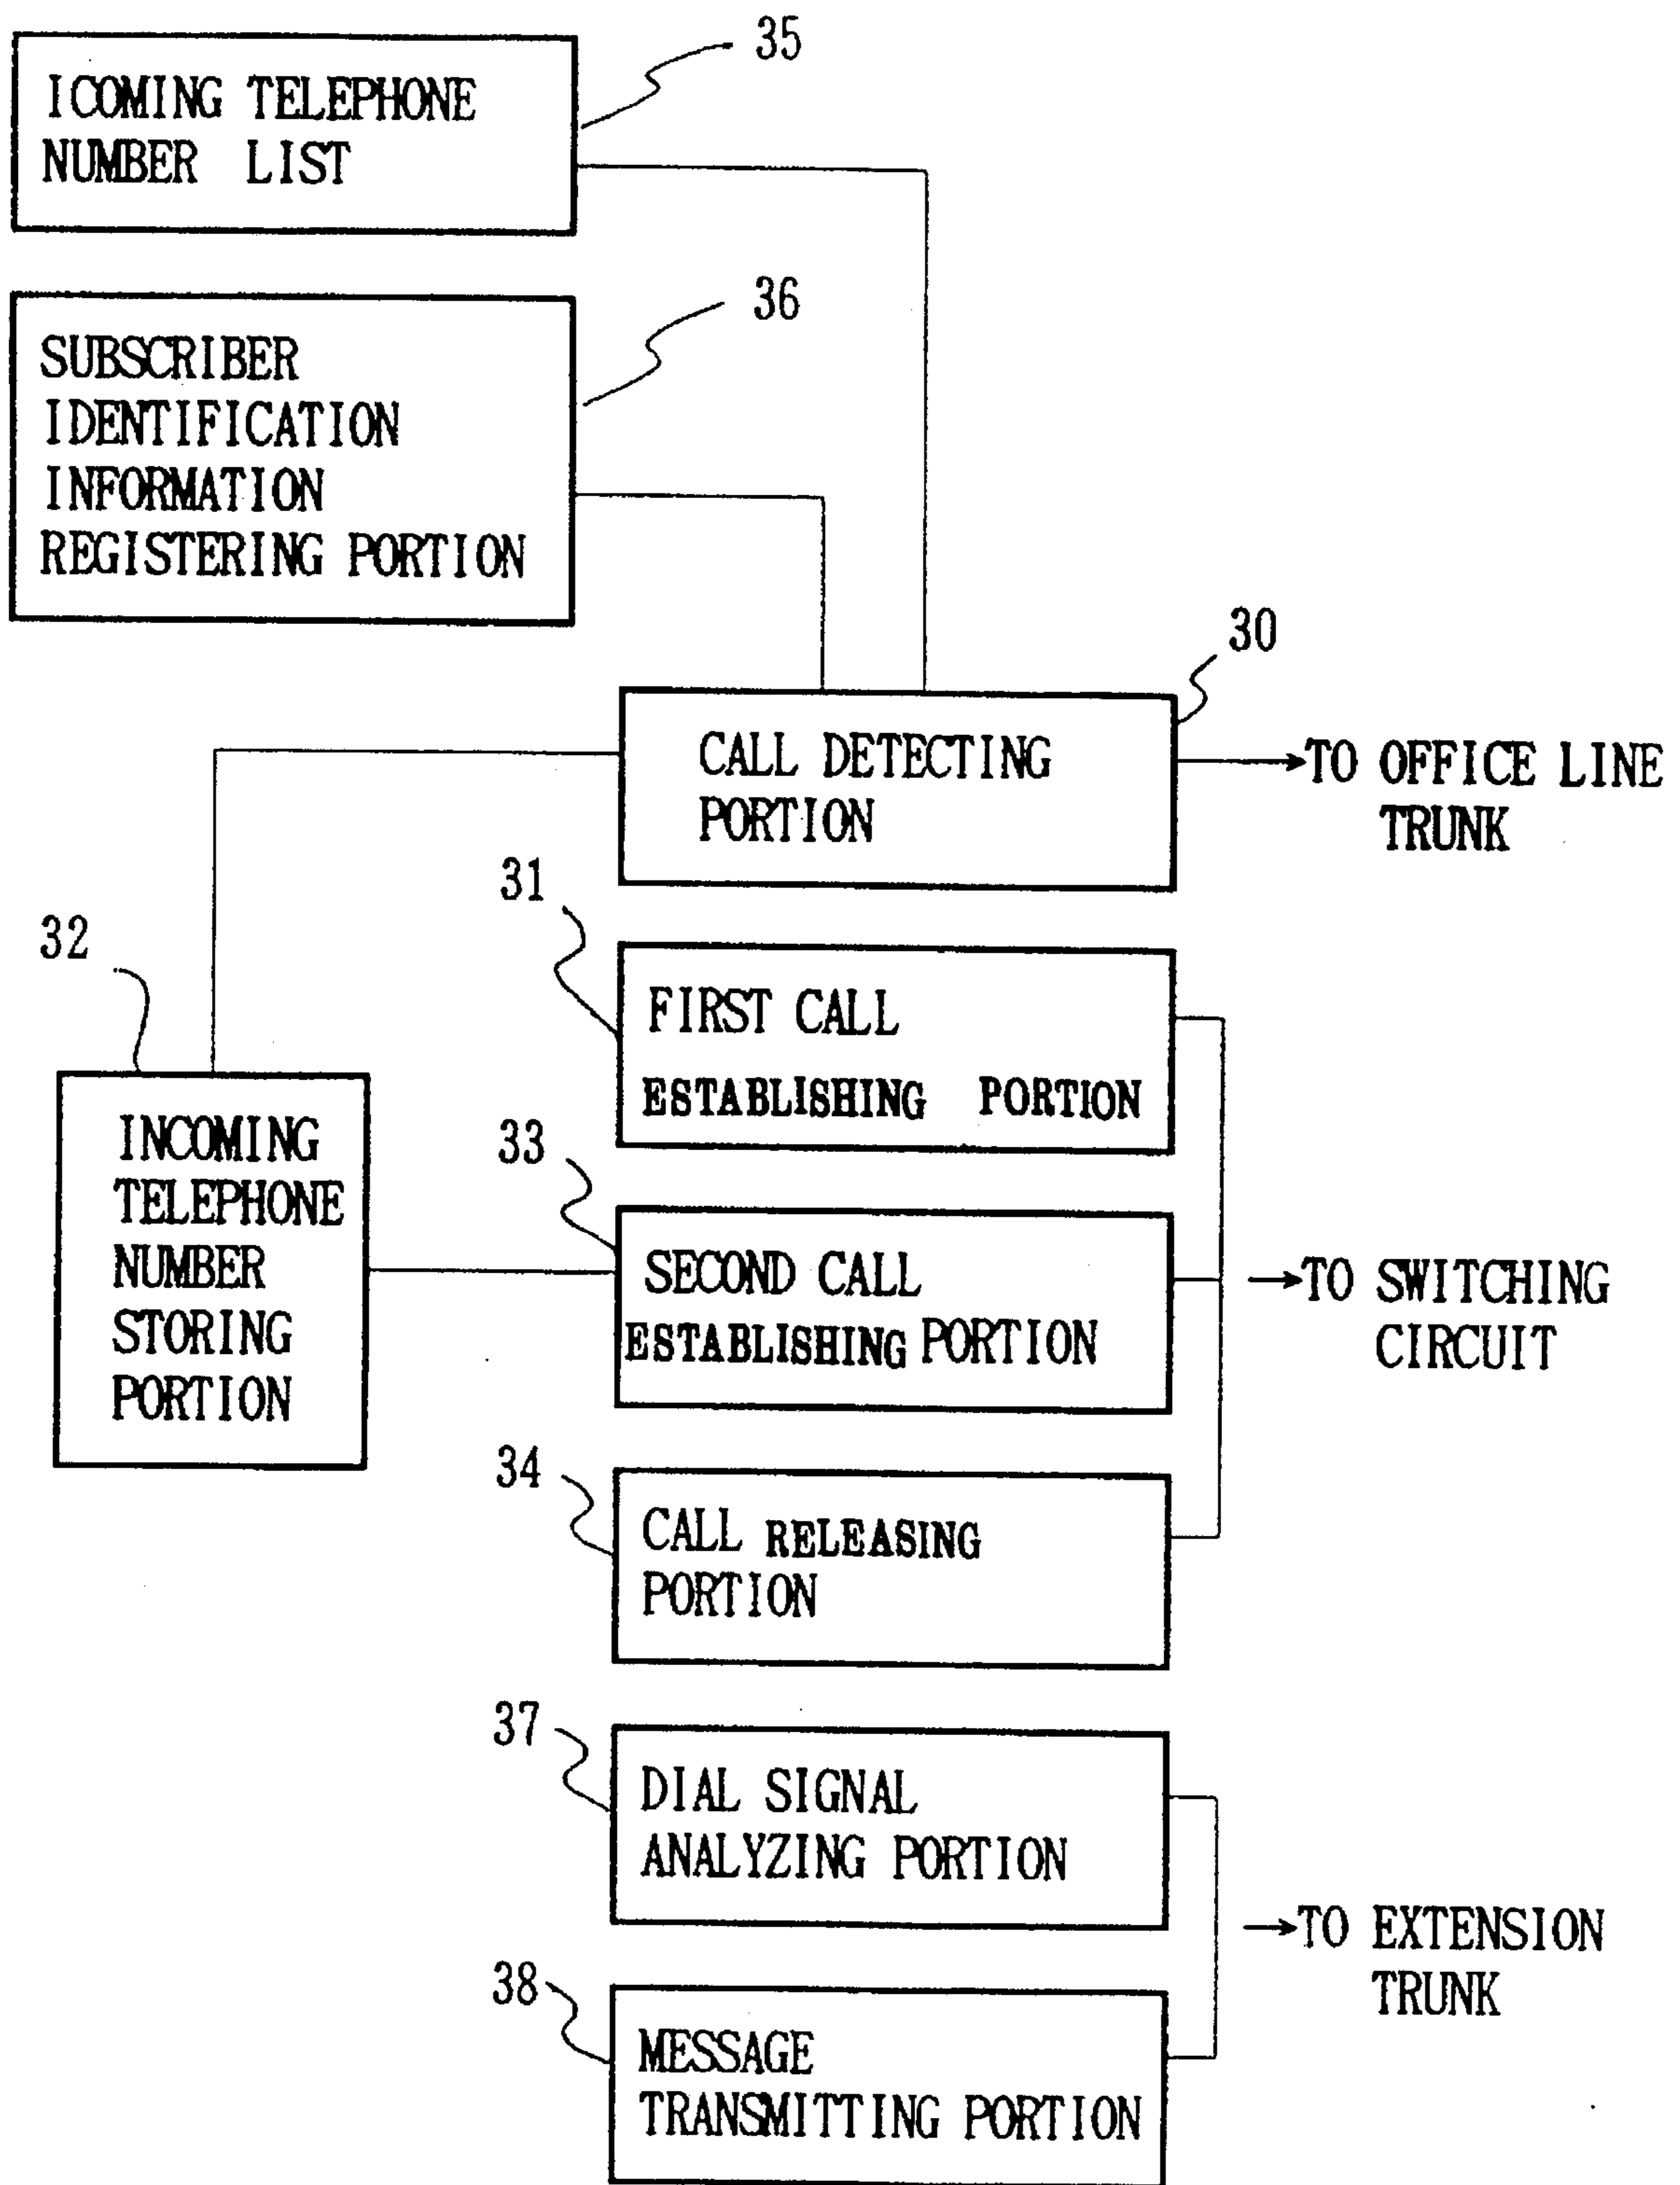 35
ICOMING TELEPHONE
NUMBER LIST
36
SUBSCRIBER
IDENTIFICATION
INFORMATION
REGISTERING PORTION
30
CALL DETECTING
PORTION
TO OFFICE LINE
TRUNK
31
32
FIRST CALL
ESTABLISHING PORTION
INCOMING
TELEPHONE
NUMBER
STORING
PORTION
33
SECOND CALL
ESTABLISHING PORTION
TO SWITCHING
CIRCUIT
34
CALL RELEASING
PORTION
37
DIAL SIGNAL
ANALYZING PORTION
TO EXTENSION
TRUNK
38
MESSAGE
TRANSMITTING PORTION